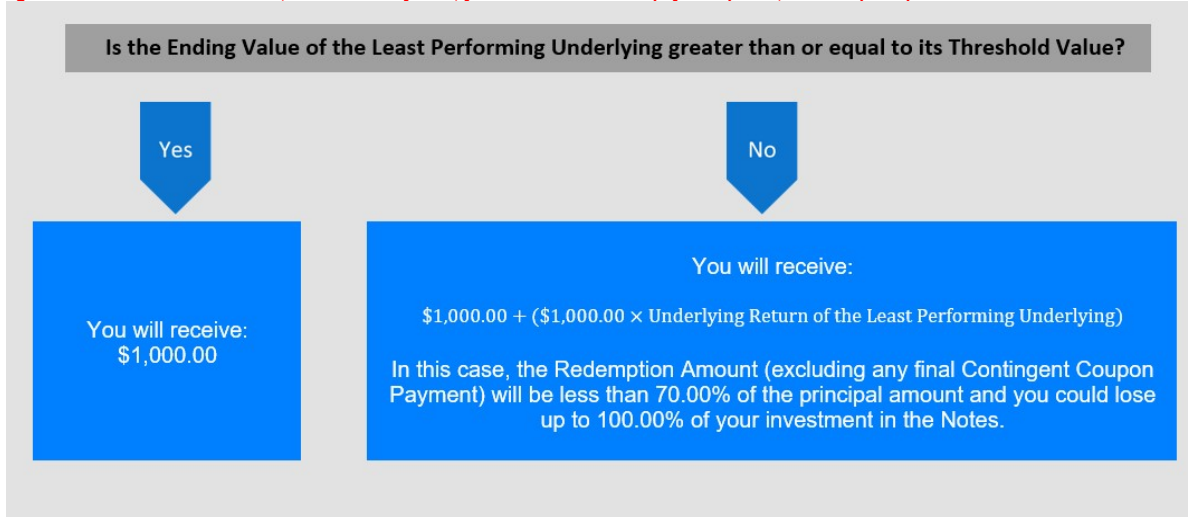 Is the Ending Value of the Least Performing Underlying greater than or equal to its Threshold Value?
Yes
No
You will receive:
$1,000.00
You will receive:
$1,000.00 + ($1,000.00 × Underlying Return of the Least Performing Underlying)
In this case, the Redemption Amount (excluding any final Contingent Coupon
Payment) will be less than 70.00% of the principal amount and you could lose
up to 100.00% of your investment in the Notes.